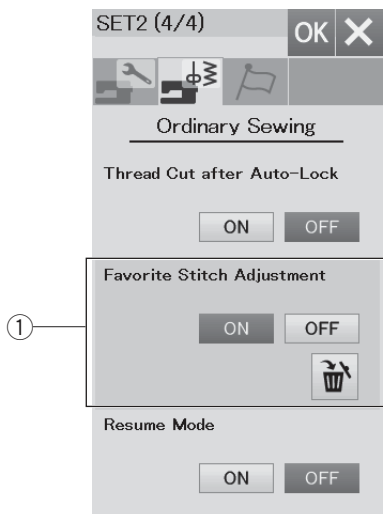 SET2 (4/4)
OK
Ordinary Sewing
Thread Cut after Auto-Lock
ON OFF
Favorite Stitch Adjustment
① ON OFF
Resume Mode
ON OFF